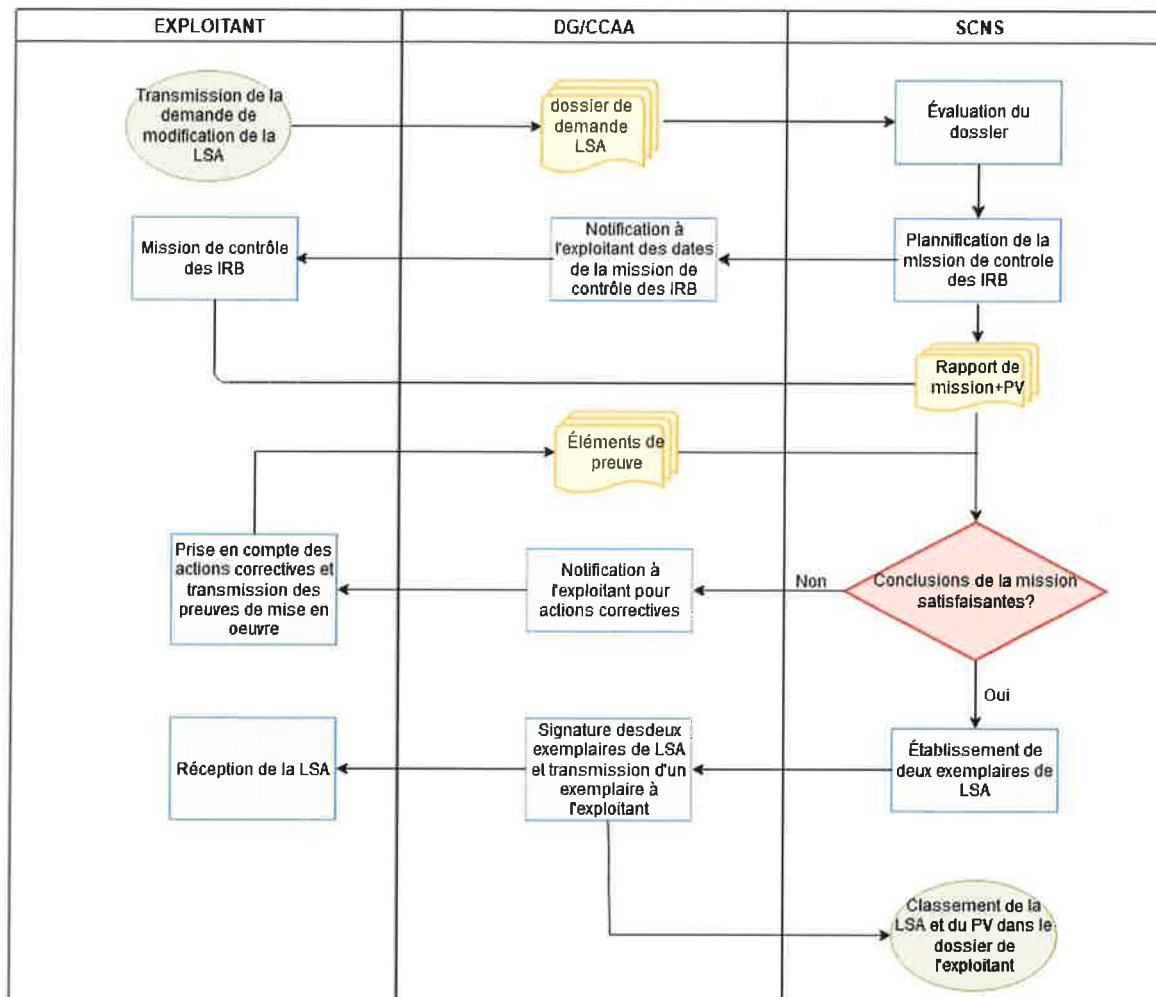 EXPLOITANT
DG/CCAA
SCNS
Transmission de la
demande de
modification de la
LSA
dossier de
demande
LSA
Évaluation du
dossier
Mission de contrôle
des IRB
Notification à
l'exploitant des dates
de la mission de
contrôle des IRB
Plannification de la
mission de controle
des IRB
Rapport de
mission+PV
Éléments de
preuve
Prise en compte des
actions correctives et
transmission des
preuves de mise en
oeuvre
Notification à
l'exploitant pour
actions correctives
Non
Conclusions de la mission
satisfaisantes?
Oui
Réception de la LSA
Signature desdeux
exemplaires de LSA
et transmission d'un
exemplaire à
l'exploitant
Établissement de
deux exemplaires de
LSA
Classement de la
LSA et du PV dans le
dossier de
l'exploitant